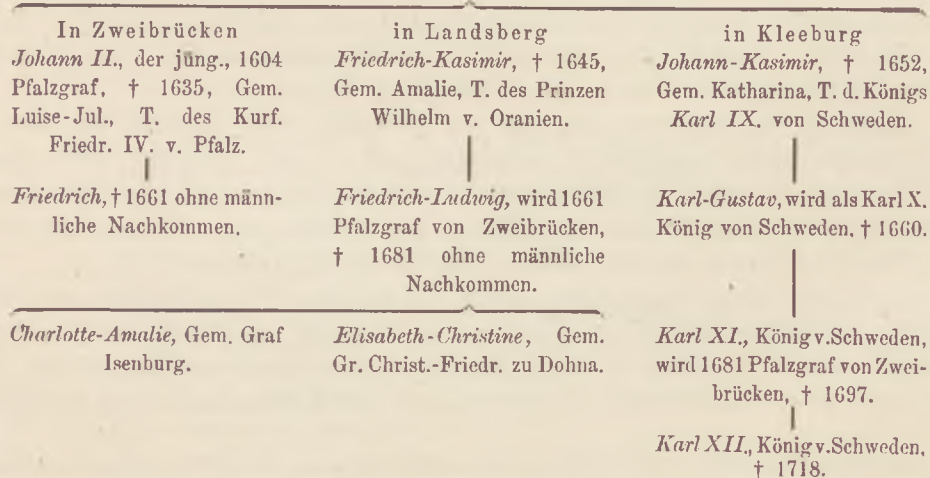 In Zweibrücken
Johann II., der jüng., 1604
Pfalzgraf, † 1635, Gem.
Luise-Jul., T. des Kurf.
Friedr. IV. v. Pfalz.
Friedrich, † 1661 ohne männ-
liche Nachkommen.
in Landsberg
Friedrich-Kasimir, † 1645,
Gem. Amalie, T. des Prinzen
Wilhelm v. Oranien.
Friedrich-Ludwig, wird 1661
Pfalzgraf von Zweibrücken,
† 1681 ohne männliche
Nachkommen.
Charlotte-Amalie, Gem. Graf
Isenburg.
Elisabeth-Christine, Gem.
Gr. Christ.-Friedr. zu Dohna.
in Kleeburg
Johann-Kasimir, † 1652,
Gem. Katharina, T. d. Königs
Karl IX. von Schweden.
Karl-Gustav, wird als Karl X.
König von Schweden, † 1660.
Karl XI., König v. Schweden,
wird 1681 Pfalzgraf von Zwei-
brücken, † 1697.
Karl XII., König v. Schweden,
† 1718.